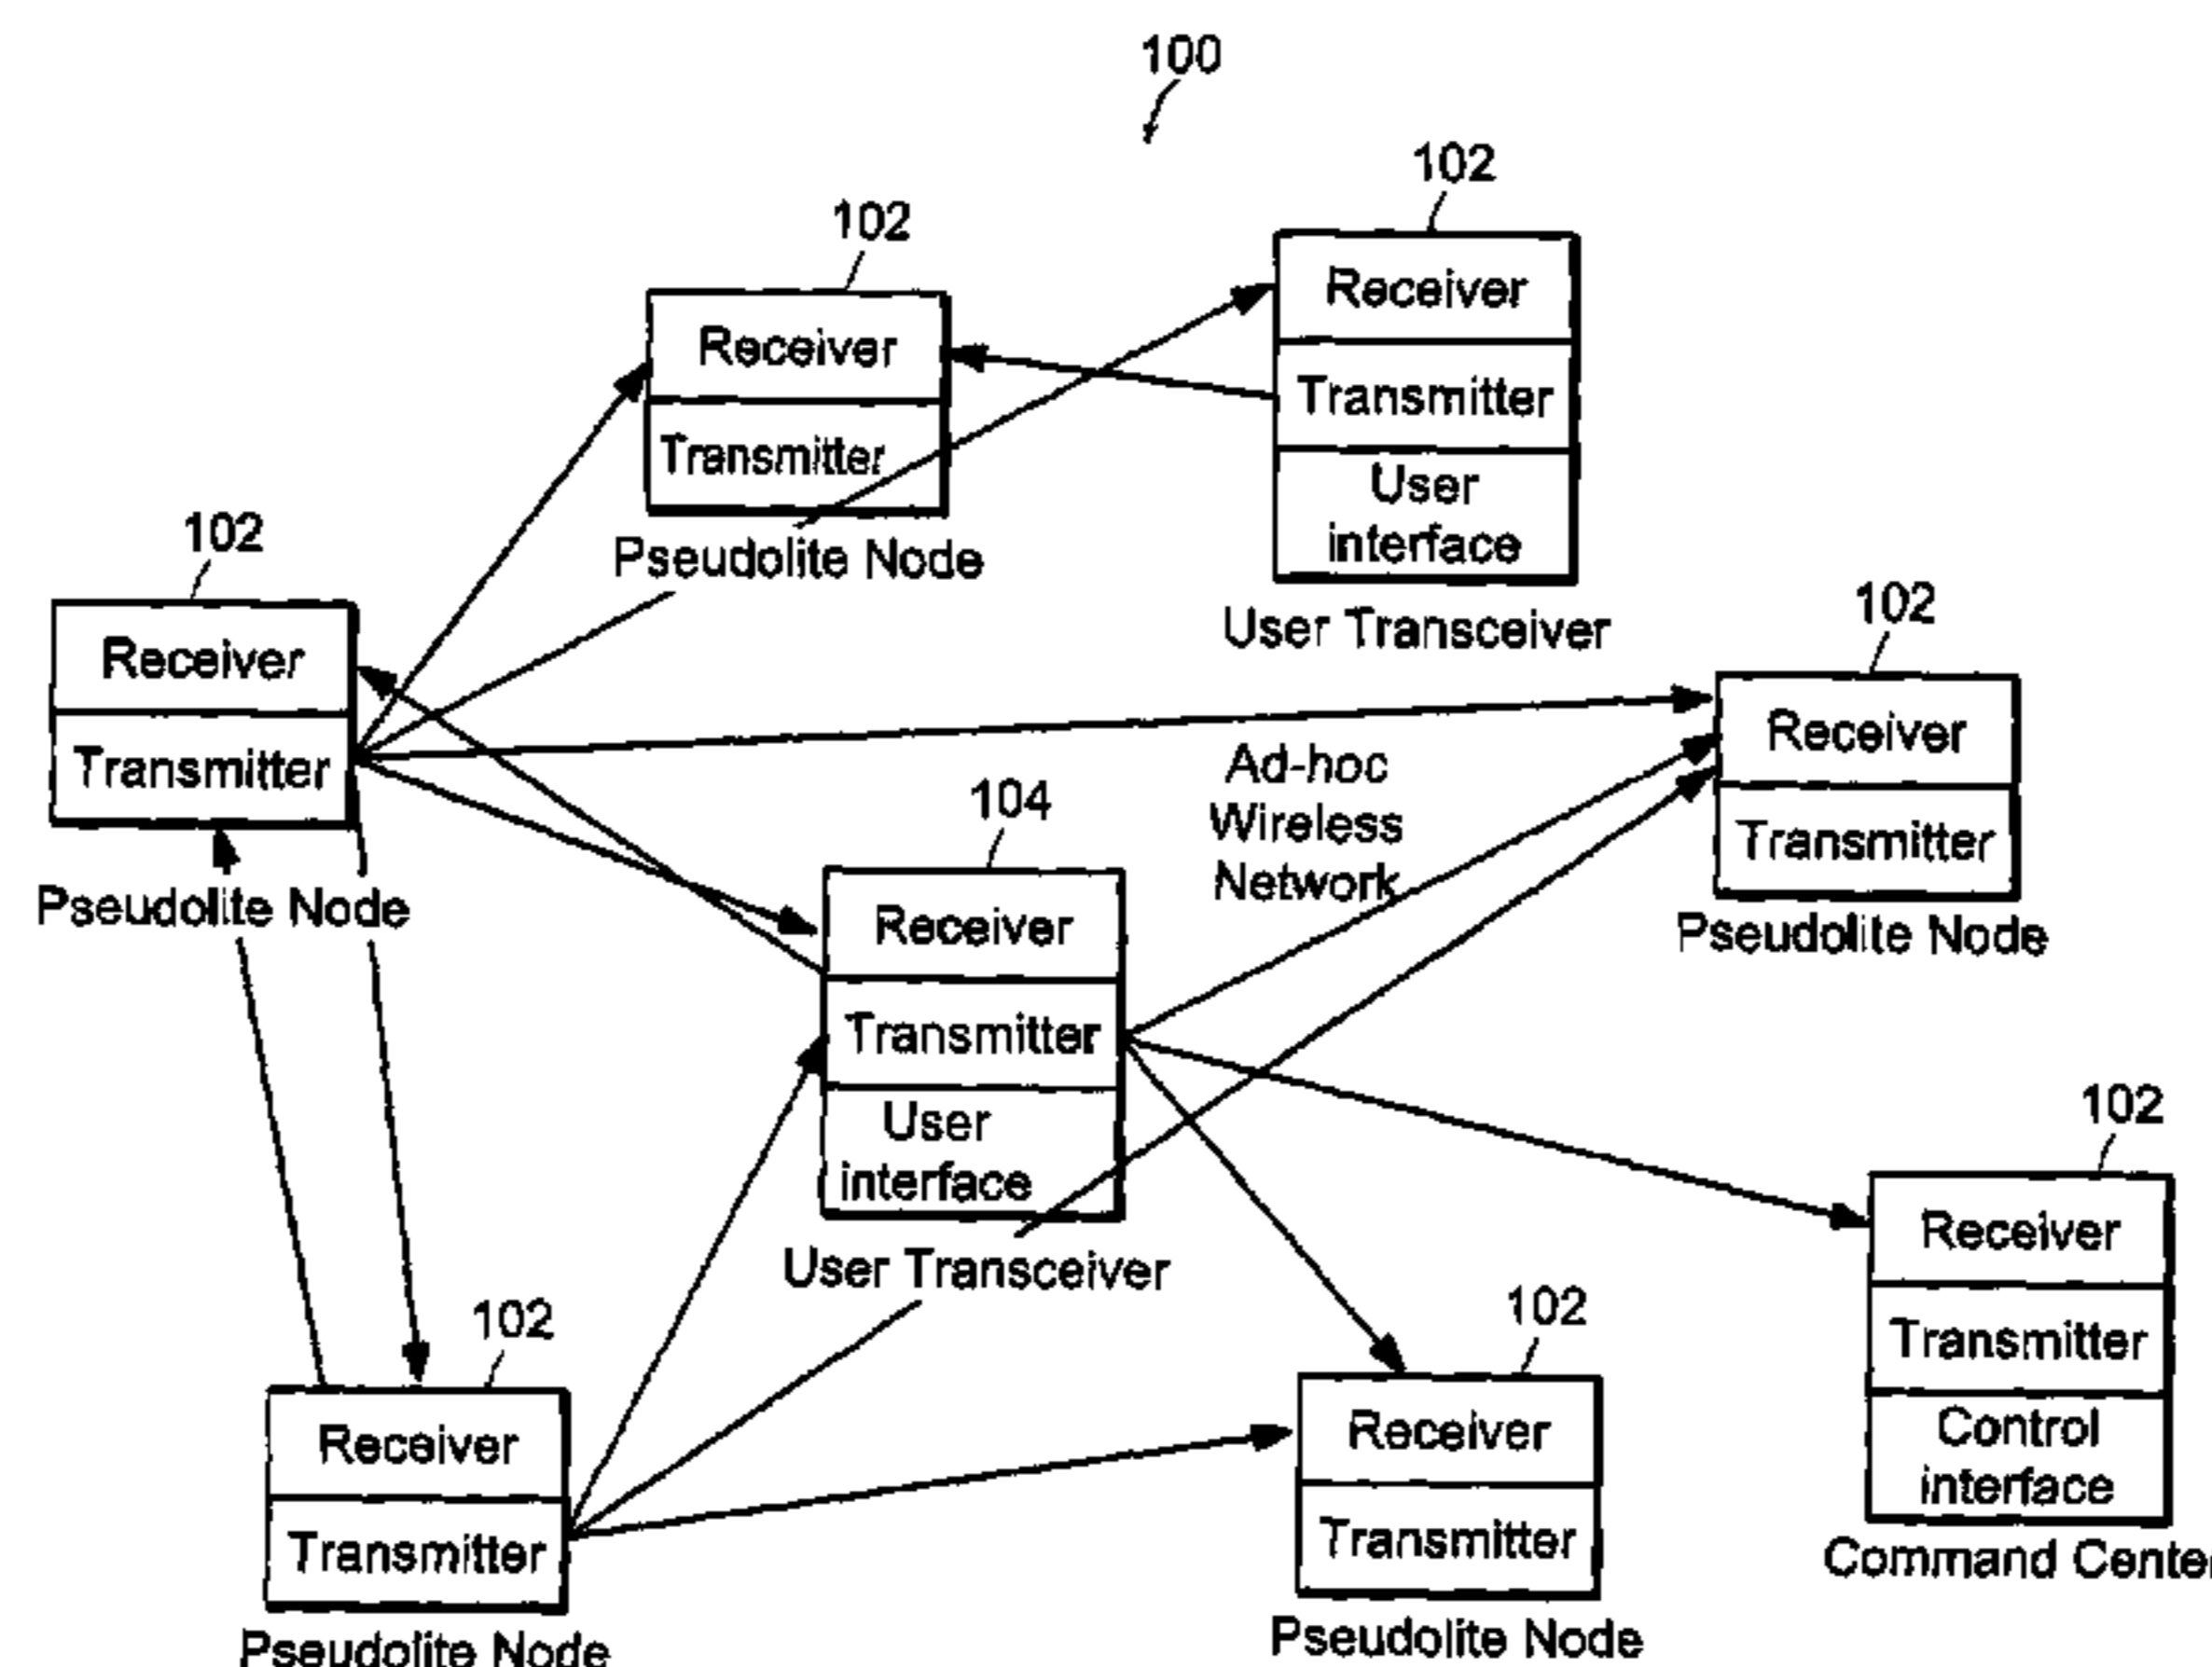 100
102
Receiver
Transmitter
Pseudolite Node
102
Receiver
Transmitter
User
interface
User Transceiver
102
Receiver
Transmitter
Pseudolite Node
102
Receiver
Transmitter
Pseudolite Node
Ad-hoc
Wireless
Network
104
Receiver
Transmitter
User
interface
User Transceiver
102
Receiver
Transmitter
Control
interface
Command Center
102
Receiver
Transmitter
Pseudolite Node
102
Receiver
Transmitter
Pseudolite Node